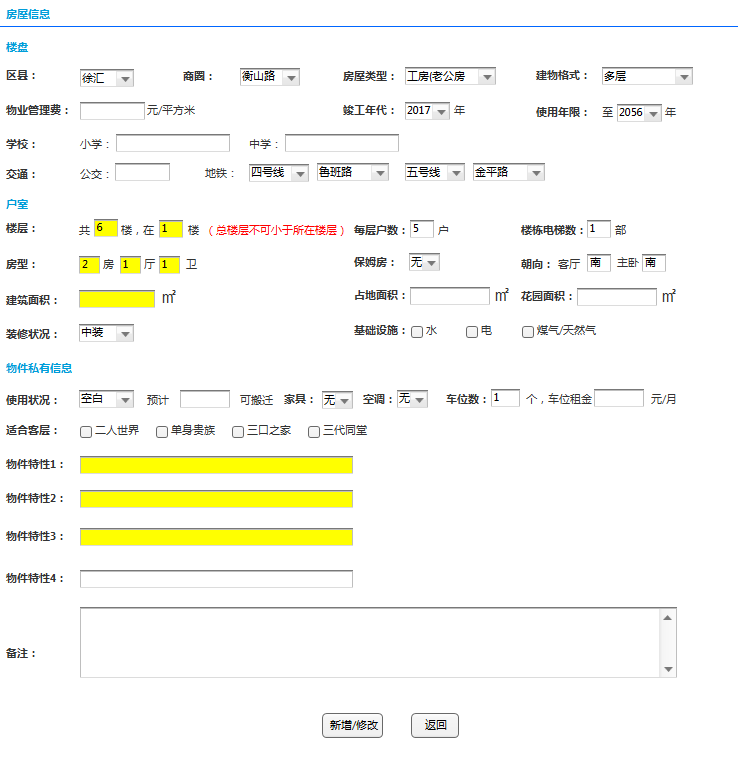 房屋信息
楼盘
区县： 徐汇 商圈： 衡山路 房屋类型： 工房(老公房 建物格式： 多层
物业管理费： 元/平方米 竣工年代： 2017 年 使用年限： 至 2056 年
学校： 小学： 中学：
交通： 公交： 地铁： 四号线 鲁班路 五号线 金平路
户室
楼层： 共 6 楼，在 1 楼 （总楼层不可小于所在楼层） 每层户数： 5 户 楼栋电梯数： 1 部
房型： 2 房 1 厅 1 卫 保姆房： 无 朝向： 客厅 南 主卧 南
建筑面积： ㎡ 占地面积： ㎡ 花园面积： ㎡
装修状况： 中装 基础设施： 水 电 煤气/天然气
物件私有信息
使用状况： 空白 预计 可搬迁 家具： 无 空调： 无 车位数： 1 个，车位租金 元/月
适合客层： 二人世界 单身贵族 三口之家 三代同堂
物件特性1：
物件特性2：
物件特性3：
物件特性4：
备注：
新增/修改 返回